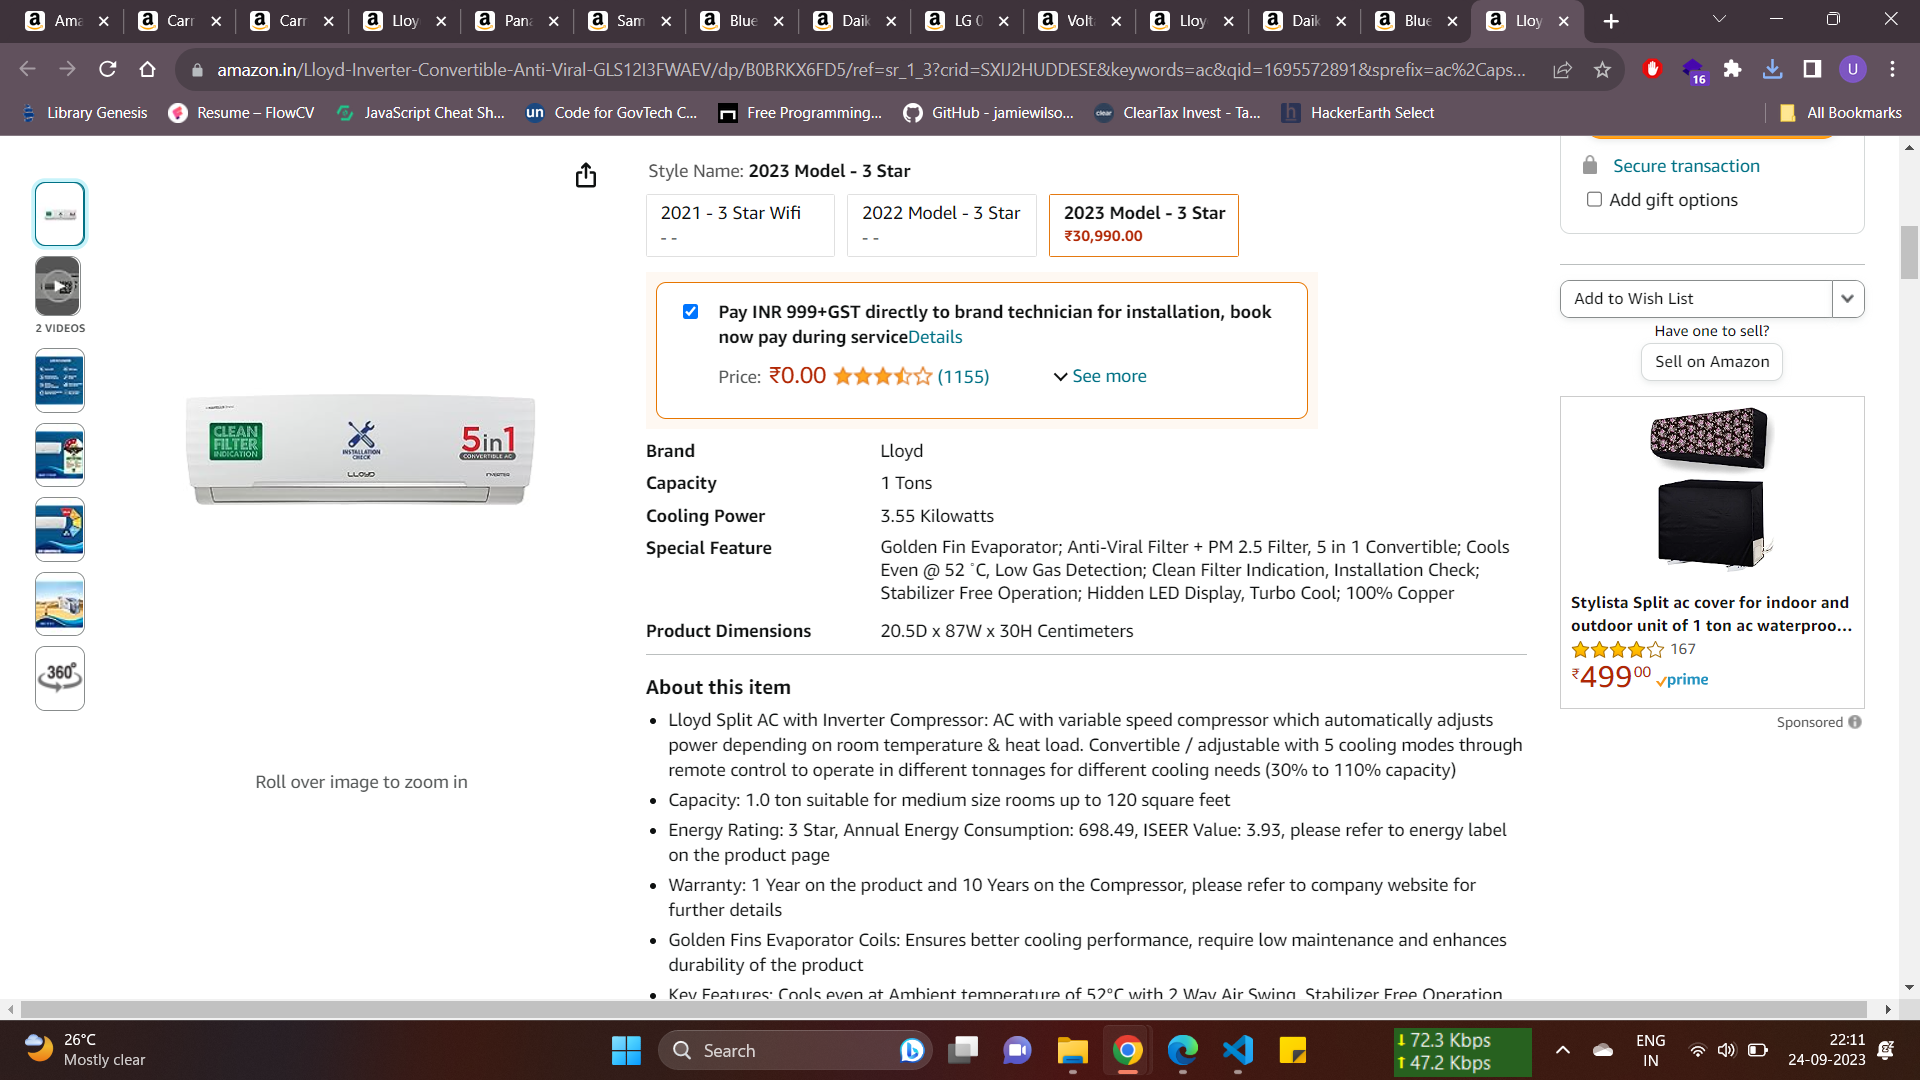 Ama
Carr
Carr
Lloy
Pana
Sam
Blue
Daik
LG 0
Volt
Lloy
Daik
Blue
Lloy
amazon.in/Lloyd-Inverter-Convertible-Anti-Viral-GLS12I3FWAEV/dp/B0BRKX6FD5/ref=sr_1_3?crid=SXIJ2HUDDESE&keywords=ac&qid=1695572891&sprefix=ac%2Caps...
16
U
Library Genesis
Resume – FlowCV
JavaScript Cheat Sh...
un
Code for GovTech C...
Free Programming...
GitHub - jamiewilso...
clear
ClearTax Invest - Ta...
h
HackerEarth Select
All Bookmarks
Style Name: 2023 Model - 3 Star
2021 - 3 Star Wifi
- -
2022 Model - 3 Star
- -
2023 Model - 3 Star
₹30,990.00
2 VIDEOS
360°
CLEAN
FILTER
INDICATION
INSTALLATION
CHECK
5in1
CONVERTIBLE AC
LLOYD
INVERTER
Roll over image to zoom in
Pay INR 999+GST directly to brand technician for installation, book
now pay during serviceDetails
Price: ₹0.00 (1155)
See more
Brand Lloyd
Capacity 1 Tons
Cooling Power 3.55 Kilowatts
Special Feature Golden Fin Evaporator; Anti-Viral Filter + PM 2.5 Filter, 5 in 1 Convertible; Cools
Even @ 52 ˚C, Low Gas Detection; Clean Filter Indication, Installation Check;
Stabilizer Free Operation; Hidden LED Display, Turbo Cool; 100% Copper
Product Dimensions 20.5D x 87W x 30H Centimeters
About this item
• Lloyd Split AC with Inverter Compressor: AC with variable speed compressor which automatically adjusts
power depending on room temperature & heat load. Convertible / adjustable with 5 cooling modes through
remote control to operate in different tonnages for different cooling needs (30% to 110% capacity)
• Capacity: 1.0 ton suitable for medium size rooms up to 120 square feet
• Energy Rating: 3 Star, Annual Energy Consumption: 698.49, ISEER Value: 3.93, please refer to energy label
on the product page
• Warranty: 1 Year on the product and 10 Years on the Compressor, please refer to company website for
further details
• Golden Fins Evaporator Coils: Ensures better cooling performance, require low maintenance and enhances
durability of the product
• Key Features: Cools even at Ambient temperature of 52°C with 2 Way Air Swing, Stabilizer Free Operation
Secure transaction
Add gift options
Add to Wish List
Have one to sell?
Sell on Amazon
Stylista Split ac cover for indoor and
outdoor unit of 1 ton ac waterproo...
167
₹49900 prime
Sponsored
26°C
Mostly clear
Search
72.3 Kbps
47.2 Kbps
ENG
IN
22:11
24-09-2023